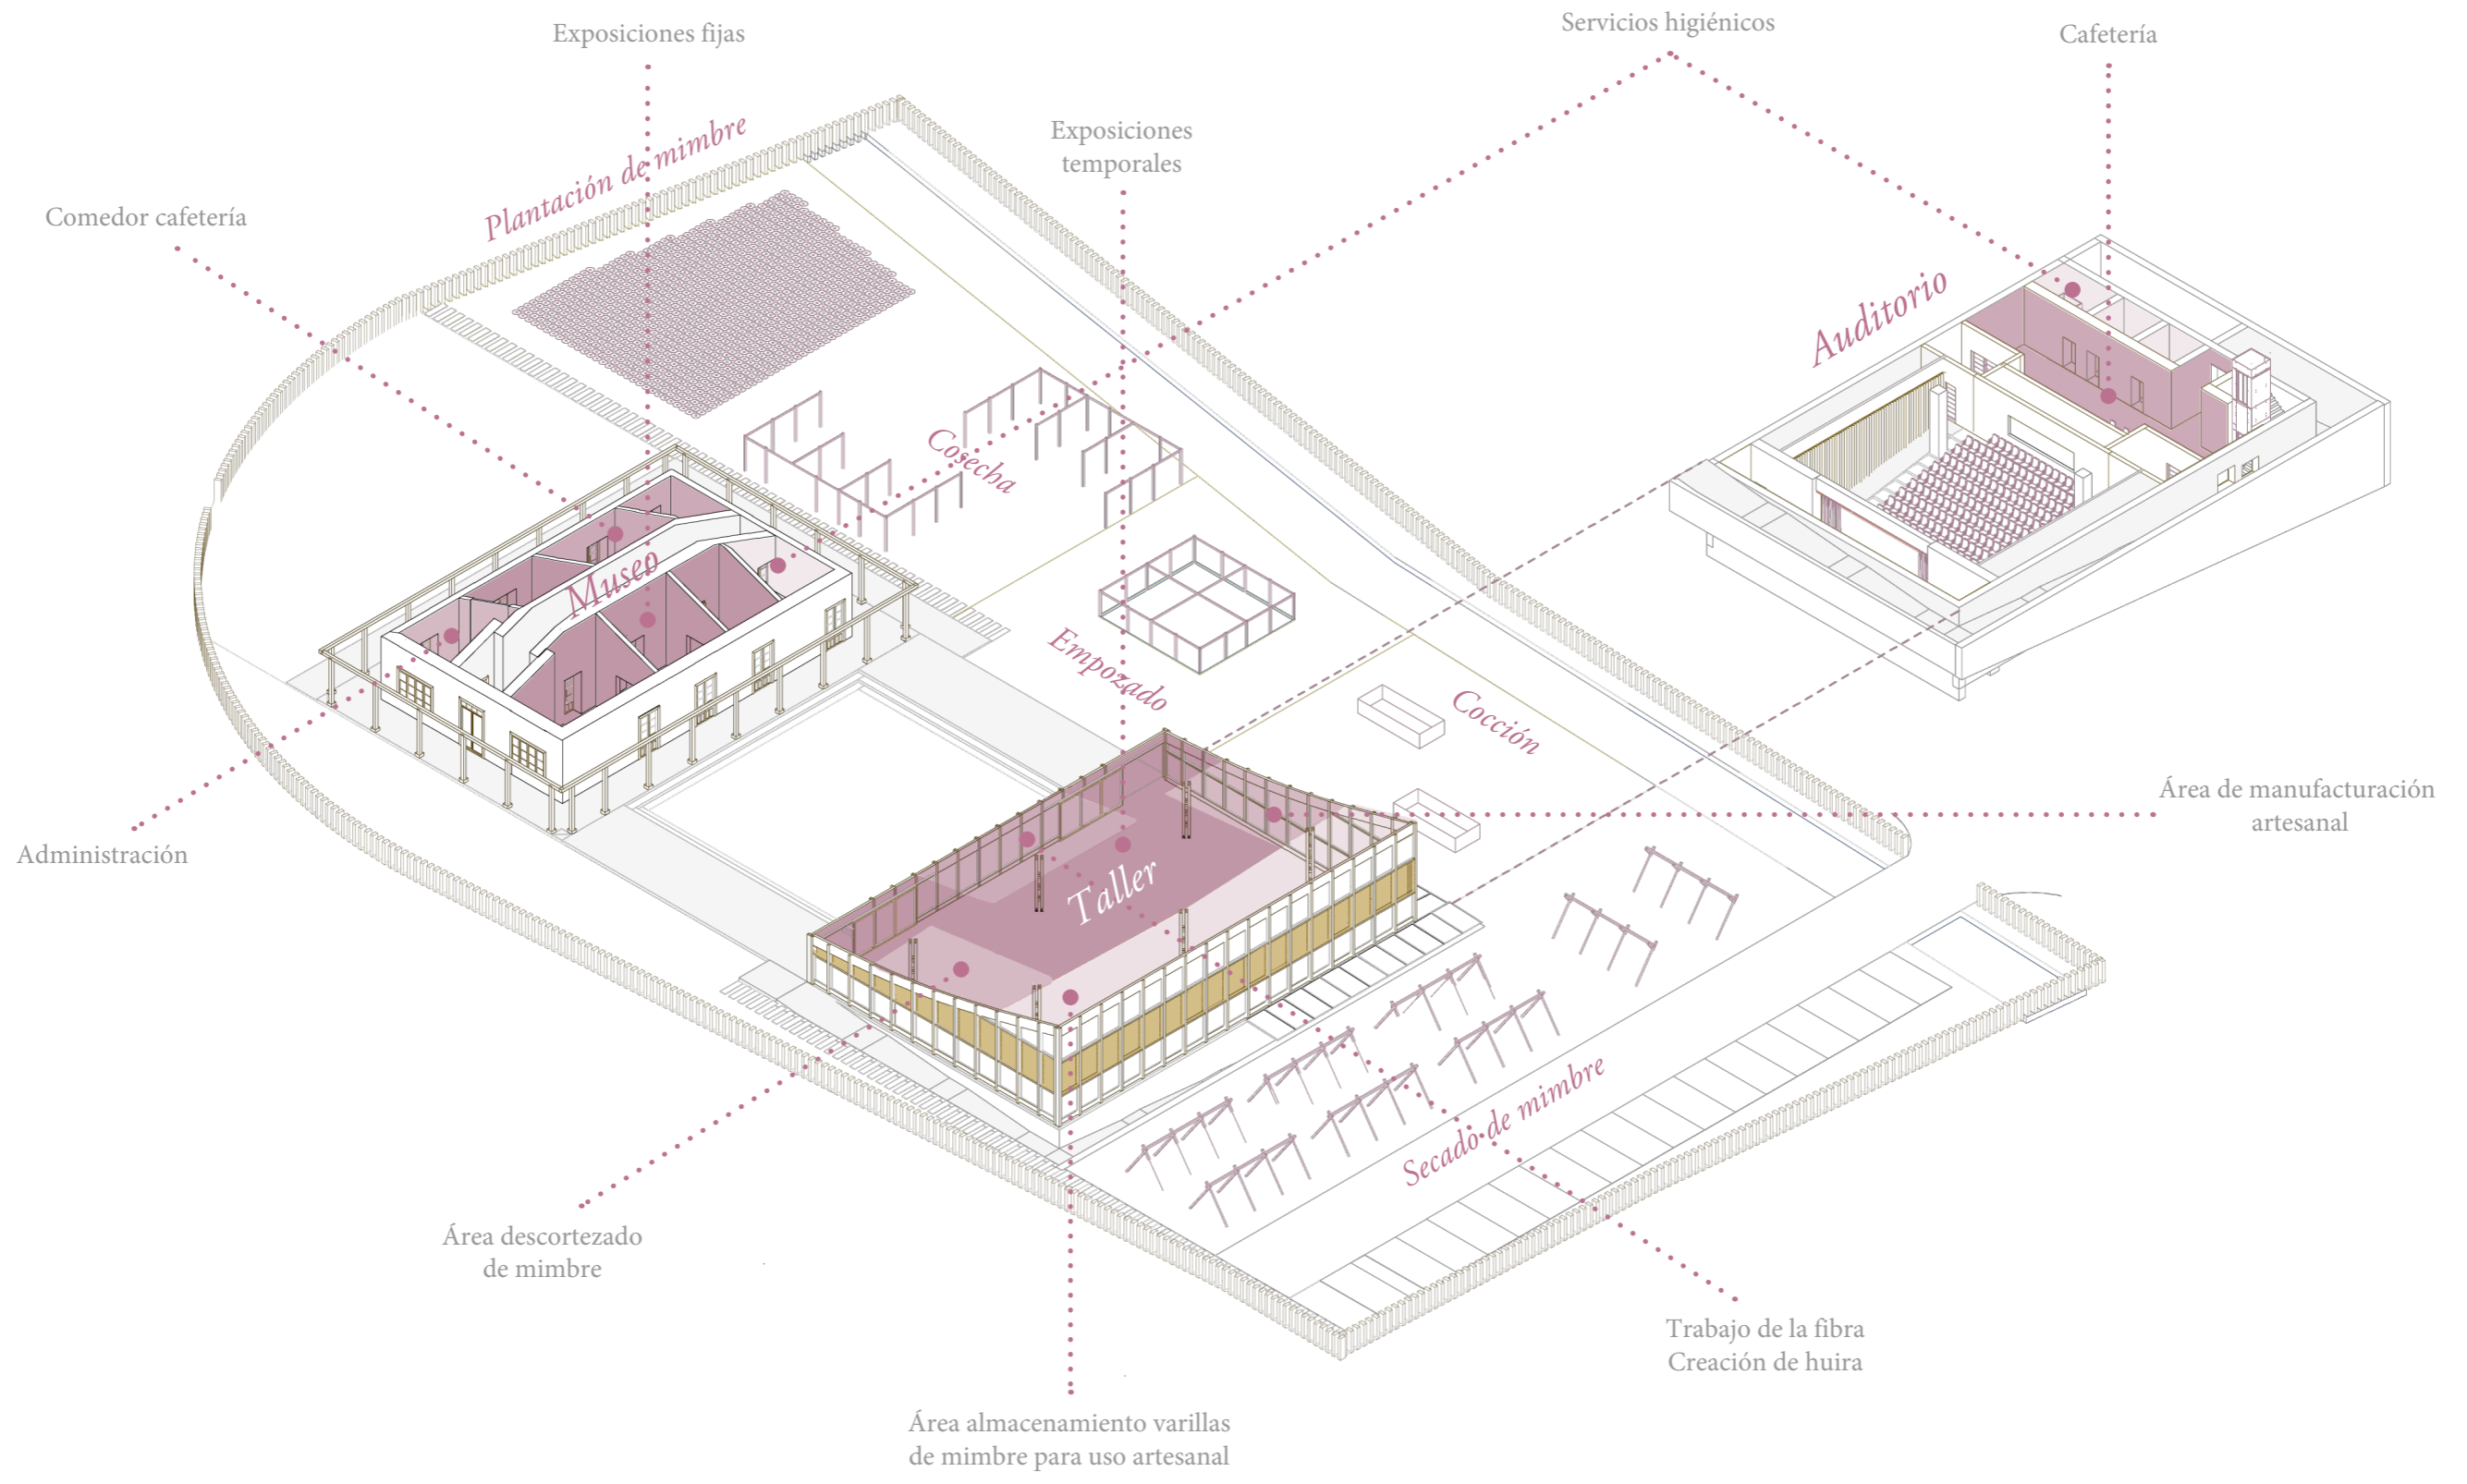 Servicios higiénicos
Exposiciones fijas
Cafetería
Exposiciones
temporales
Plantación de mimbre
Comedor cafetería
Auditorio
Cosecha
Museo
Empozado
Cocción
Área de manufacturación
artesanal
Administración
Taller
Secado de mimbre
Área descortezado
de mimbre
Trabajo de la fibra
Creación de huira
Área almacenamiento varillas
de mimbre para uso artesanal